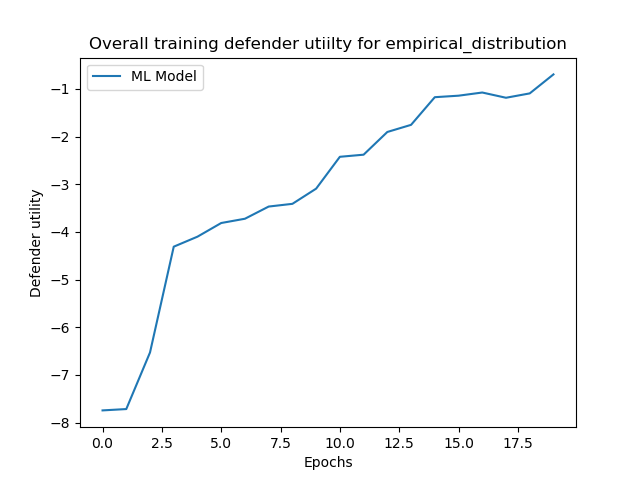 Overall training defender utiilty for empirical_distribution
ML Model
Defender utility
−1
−2
−3
−4
−5
−6
−7
−8
0.0 2.5 5.0 7.5 10.0 12.5 15.0 17.5
Epochs